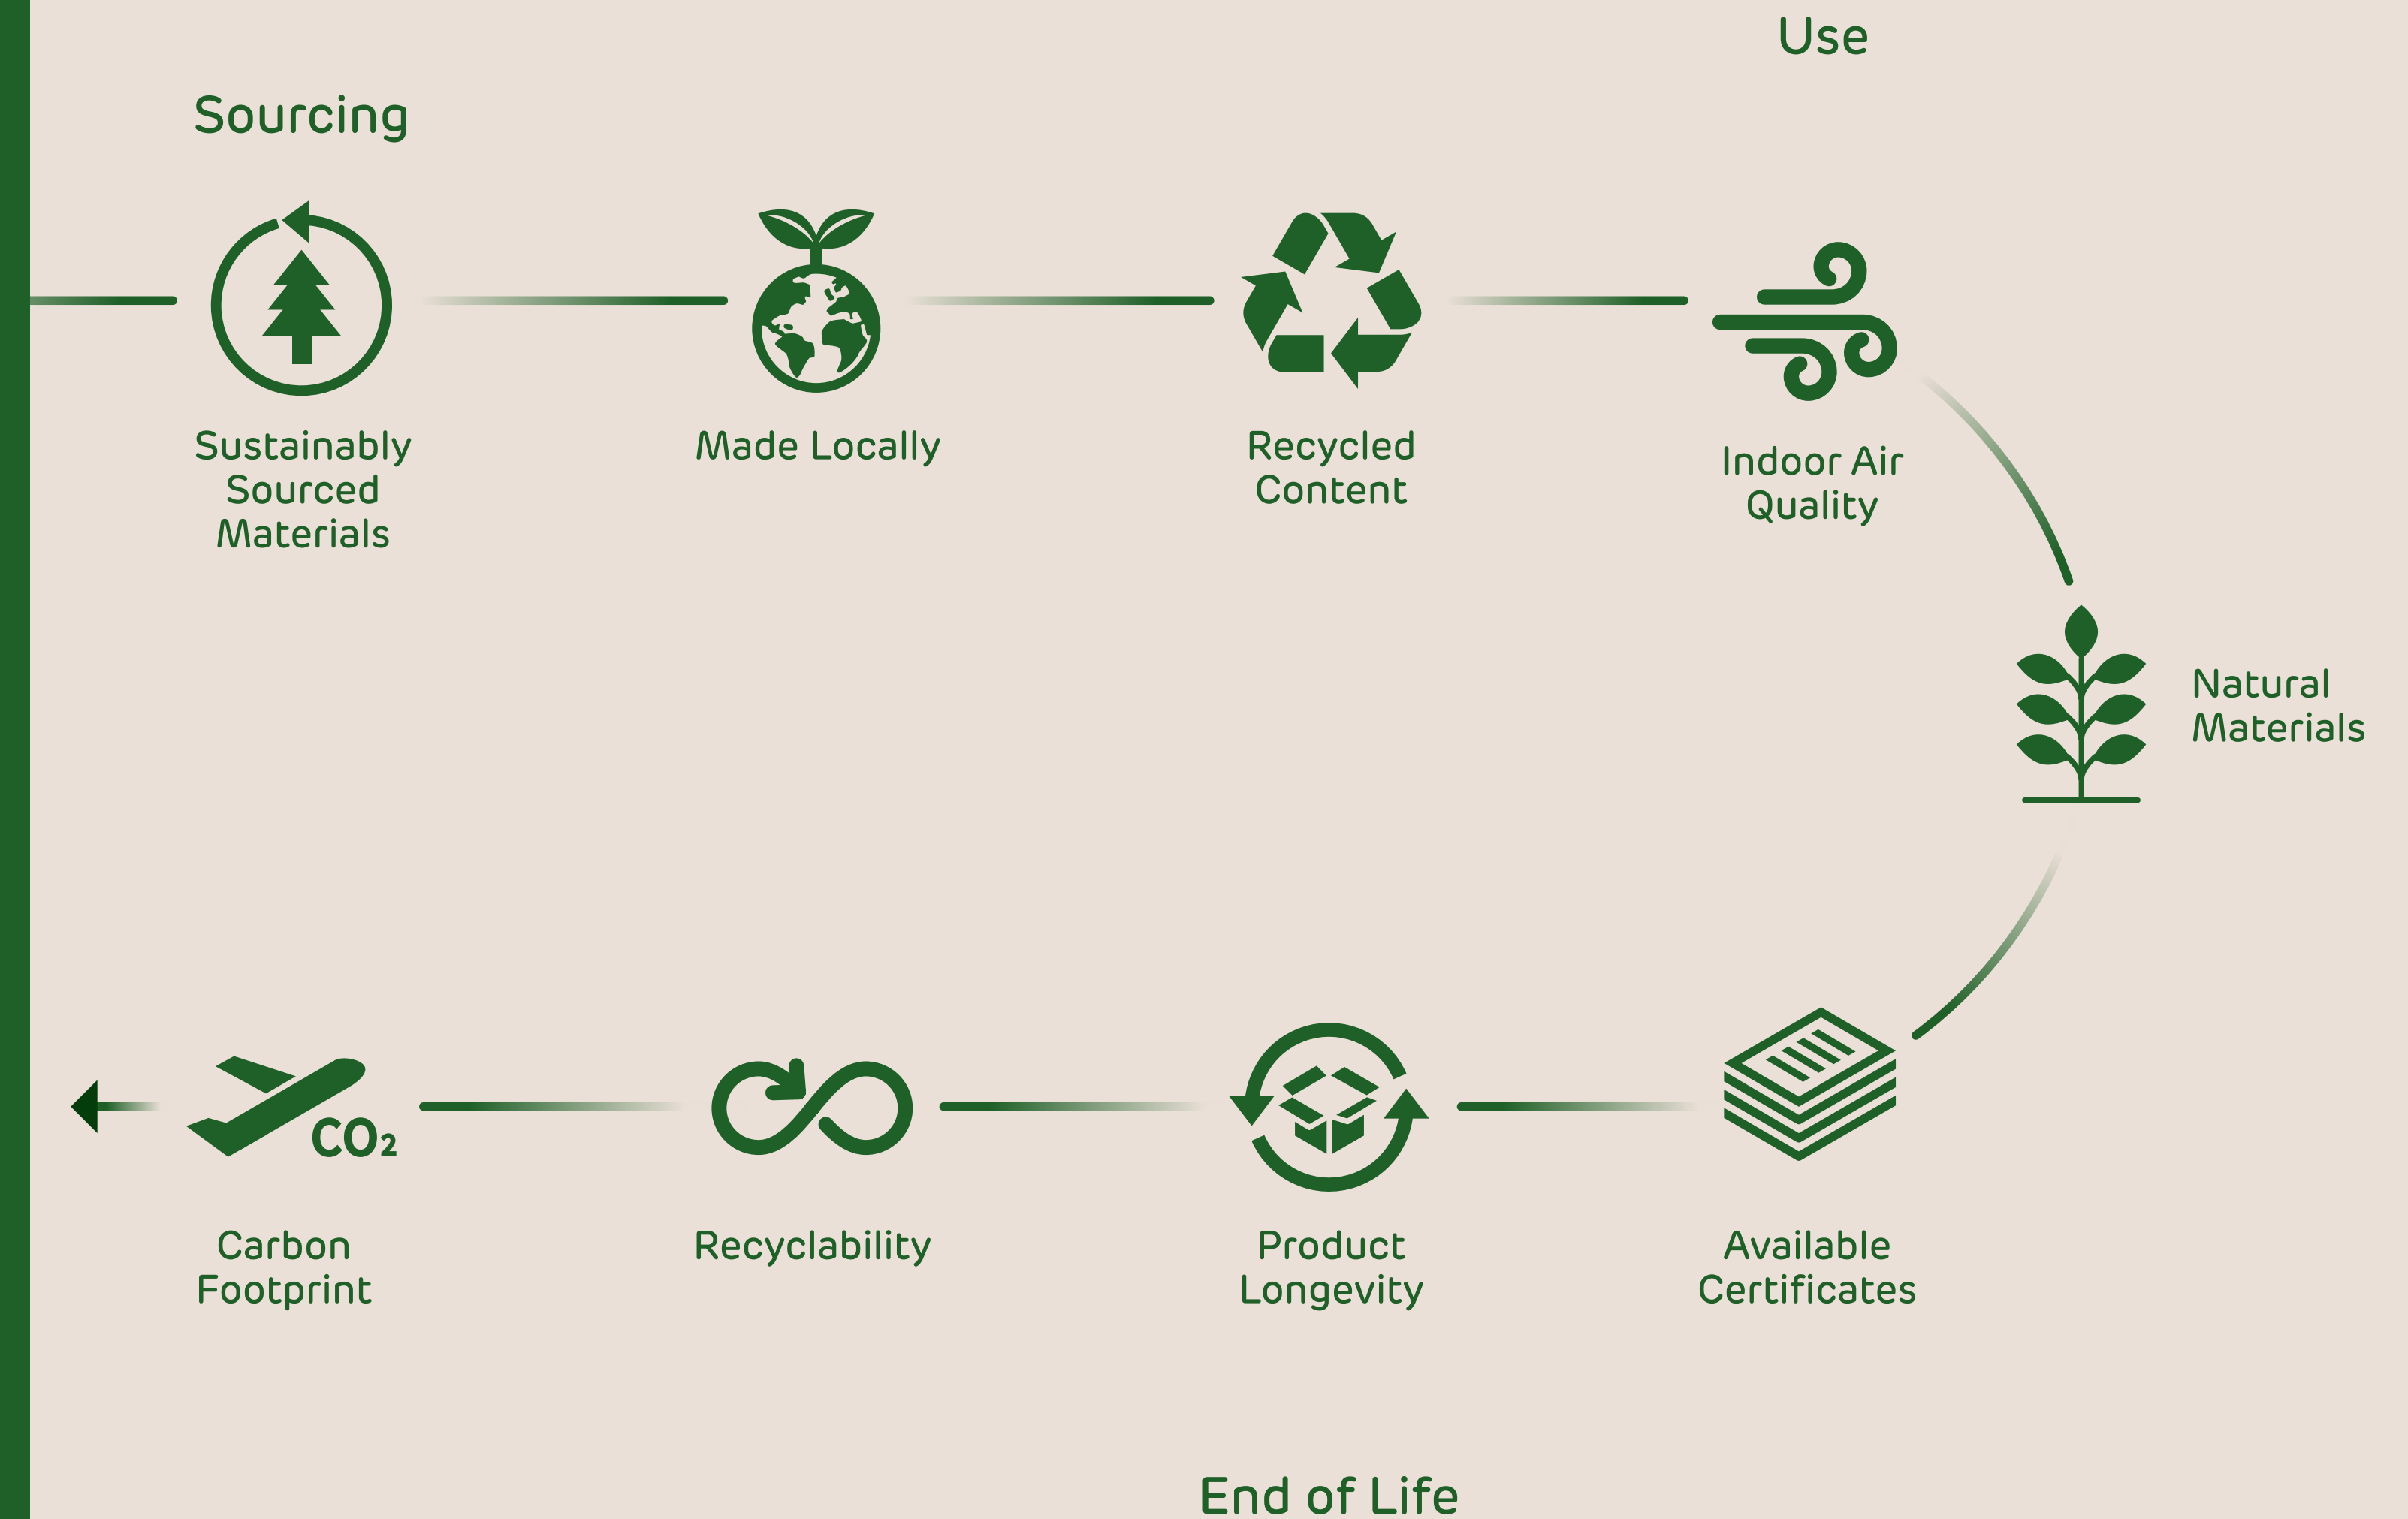 Use
Sourcing
Sustainably
Sourced
Materials
Made Locally
Recycled
Content
Indoor Air
Quality
Natural
Materials
Available
Certificates
Product
Longevity
Recyclability
CO₂
Carbon
Footprint
End of Life